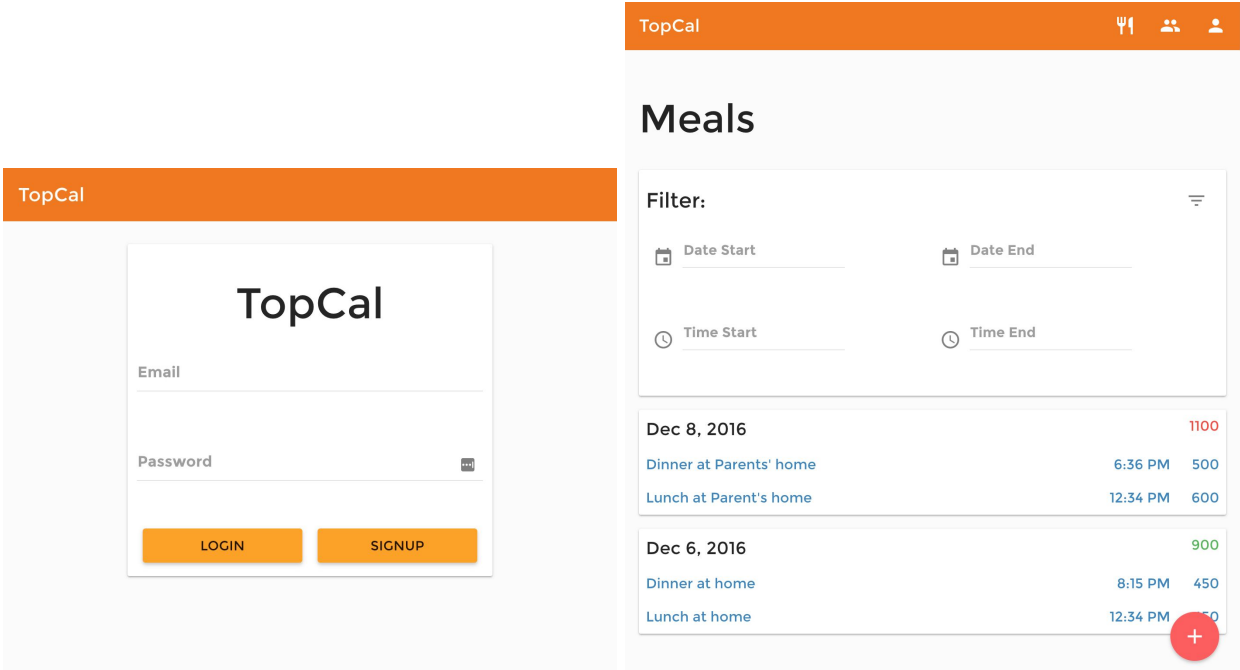 TopCal
TopCal
Email
Password
LOGIN SIGNUP
TopCal
Meals
Filter:
Date Start Date End
Time Start Time End
Dec 8, 2016 1100
Dinner at Parents' home 6:36 PM 500
Lunch at Parent's home 12:34 PM 600
Dec 6, 2016 900
Dinner at home 8:15 PM 450
Lunch at home 12:34 PM